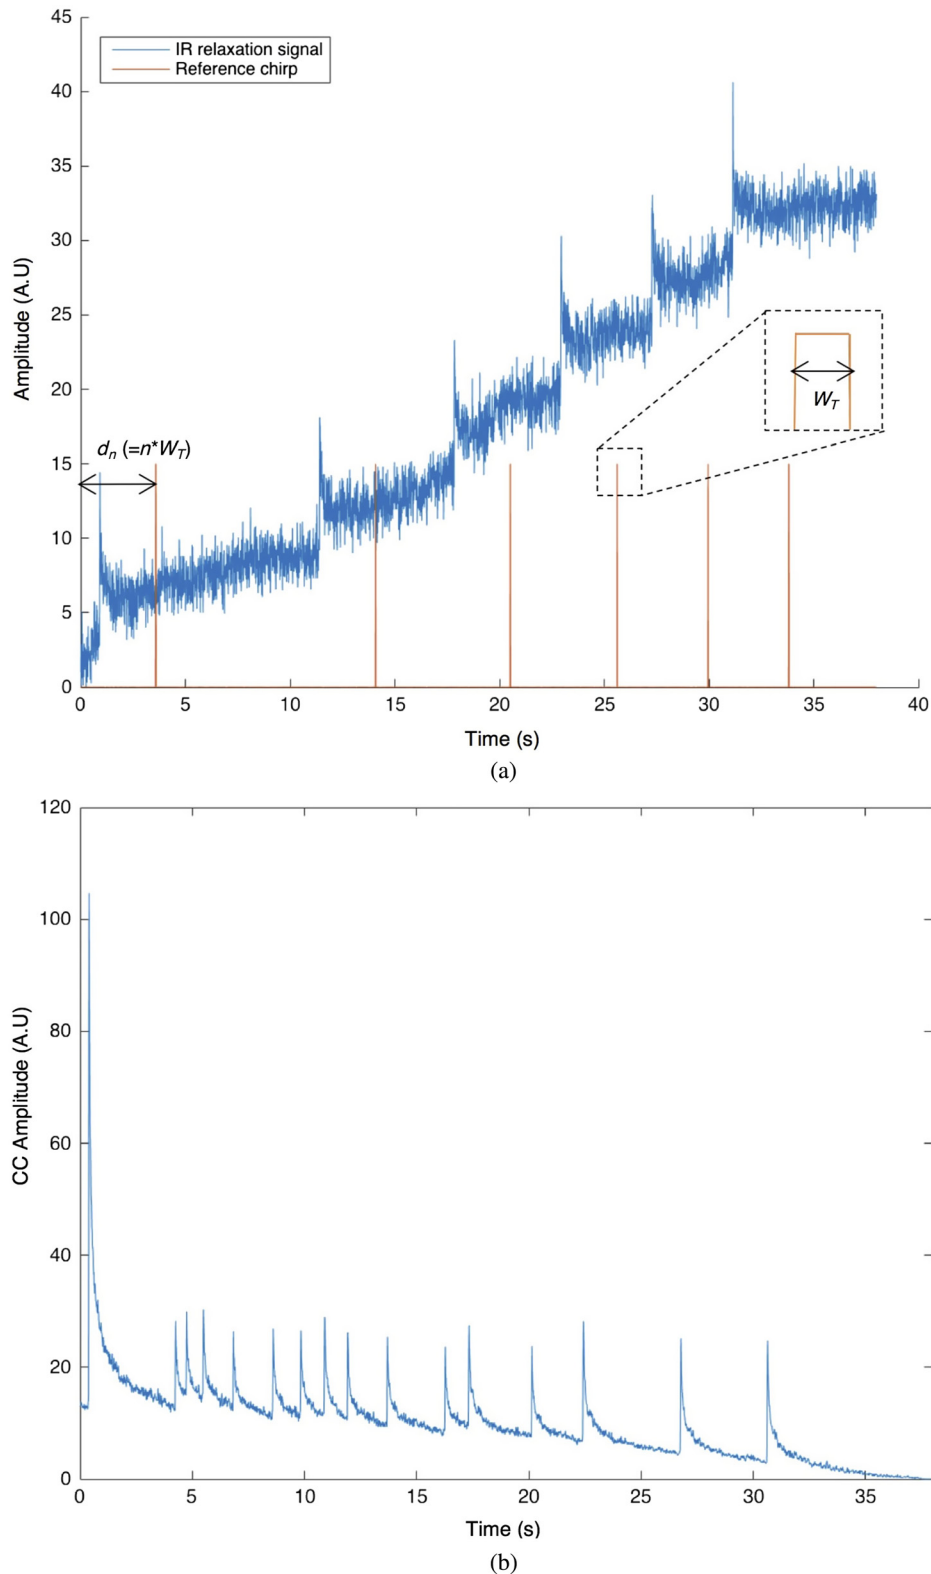 45
IR relaxation signal
Reference chirp
40
35
30
25
20
15
10
5
0
Amplitude (A.U)
d_n (=n*W_T)
W_T
0 5 10 15 20 25 30 35 40
Time (s)
(a)
120
100
80
60
40
20
0
CC Amplitude (A.U)
0 5 10 15 20 25 30 35
Time (s)
(b)